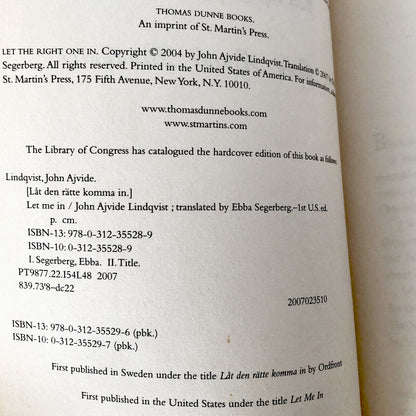 THOMAS DUNNE BOOKS.
An imprint of St. Martin's Press.
LET THE RIGHT ONE IN. Copyright © 2004 by John Ajvide Lindqvist. Translation © 2007
Segerberg. All rights reserved. Printed in the United States of America. For information,
St. Martin's Press, 175 Fifth Avenue, New York, N.Y. 10010.
www.thomasdunnebooks.com
www.stmartins.com
The Library of Congress has catalogued the hardcover edition of this book as follows:
Lindqvist, John Ajvide.
[Låt den rätte komma in.]
Let me in / John Ajvide Lindqvist ; translated by Ebba Segerberg.–1st U.S. ed.
p. cm.
ISBN-13: 978-0-312-35528-9
ISBN-10: 0-312-35528-9
I. Segerberg, Ebba. II. Title.
PT9877.22.I54L48 2007
839.73'8–dc22
2007023510
ISBN-13: 978-0-312-35529-6 (pbk.)
ISBN-10: 0-312-35529-7 (pbk.)
First published in Sweden under the title Låt den rätte komma in by Ordfront
First published in the United States under the title Let Me In